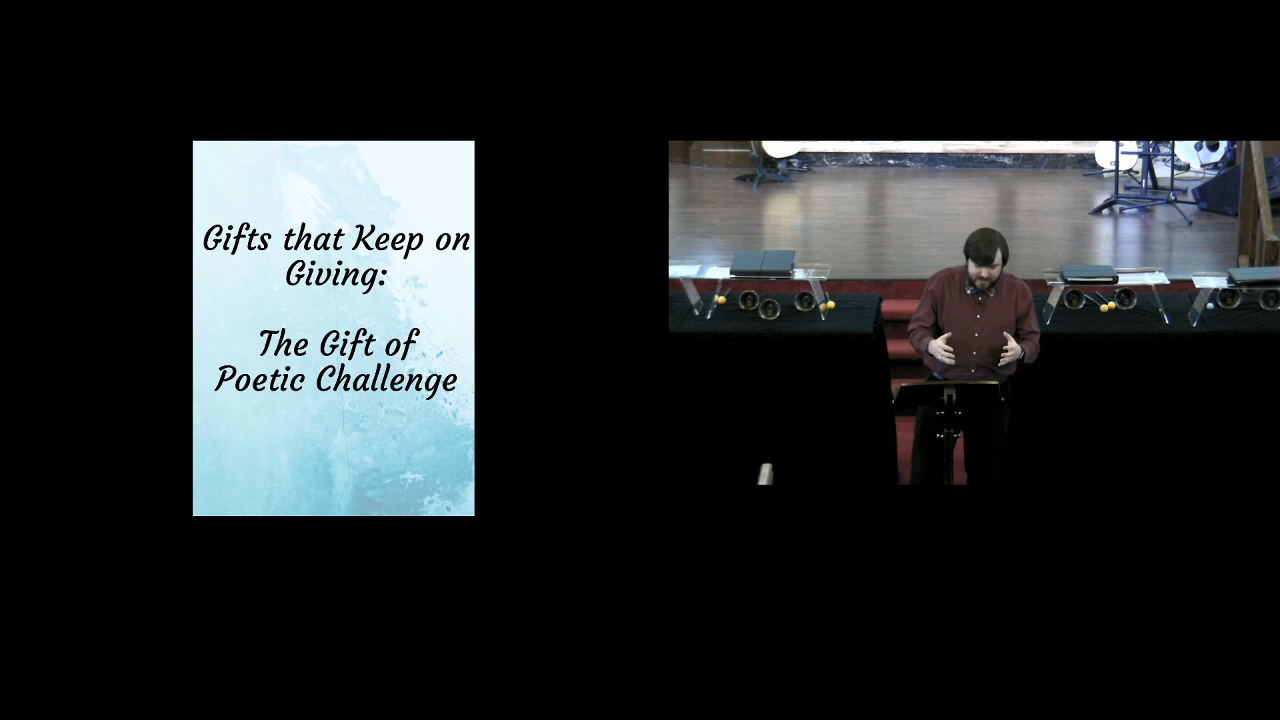 Gifts that Keep on
Giving:
The Gift of
Poetic Challenge